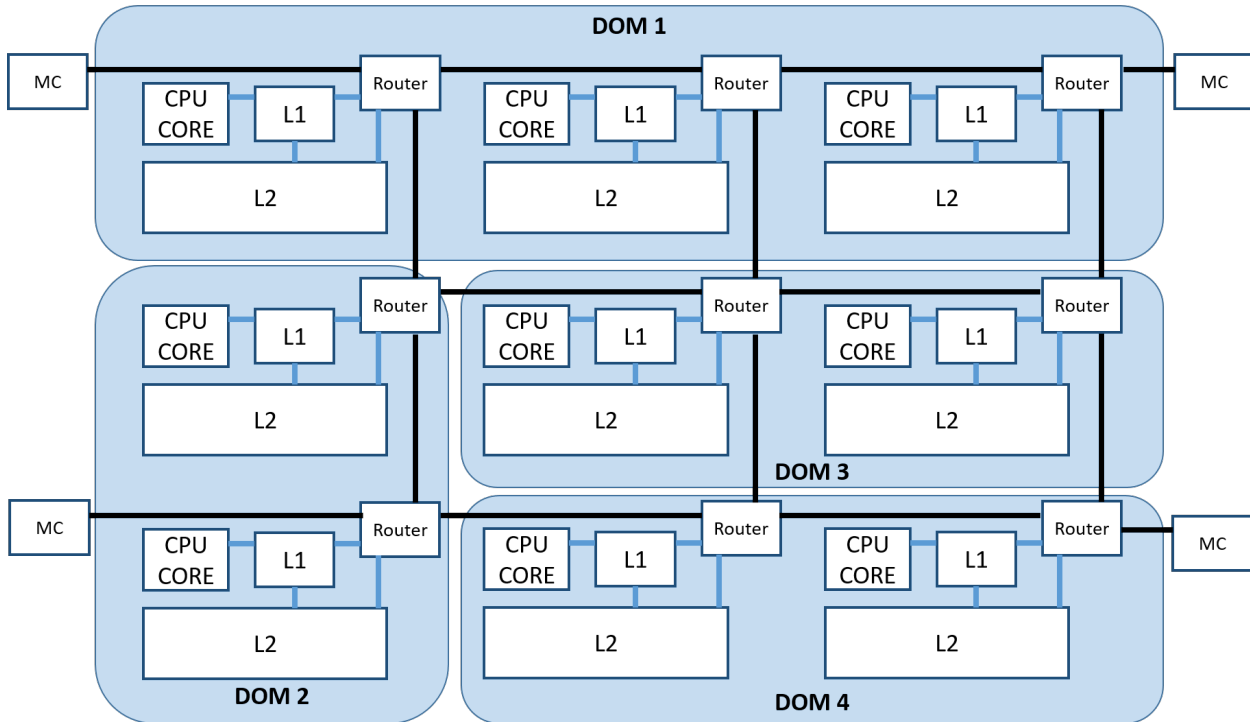 DOM 1
MC
Router
Router
Router
MC
CPU
CORE
L1
CPU
CORE
L1
CPU
CORE
L1
L2
L2
L2
Router
Router
Router
CPU
CORE
L1
CPU
CORE
L1
CPU
CORE
L1
L2
L2
L2
DOM 3
MC
Router
Router
Router
MC
CPU
CORE
L1
CPU
CORE
L1
CPU
CORE
L1
L2
L2
L2
DOM 2
DOM 4